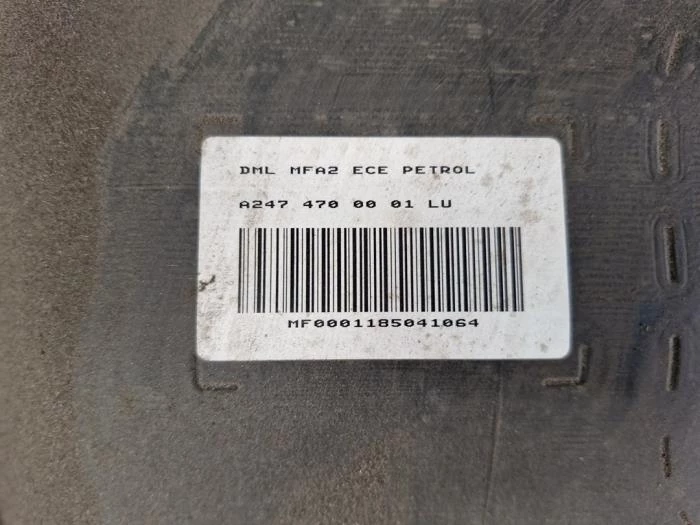 DML MFA2 ECE PETROL
A247 470 00 01 LU
MF0001185041064